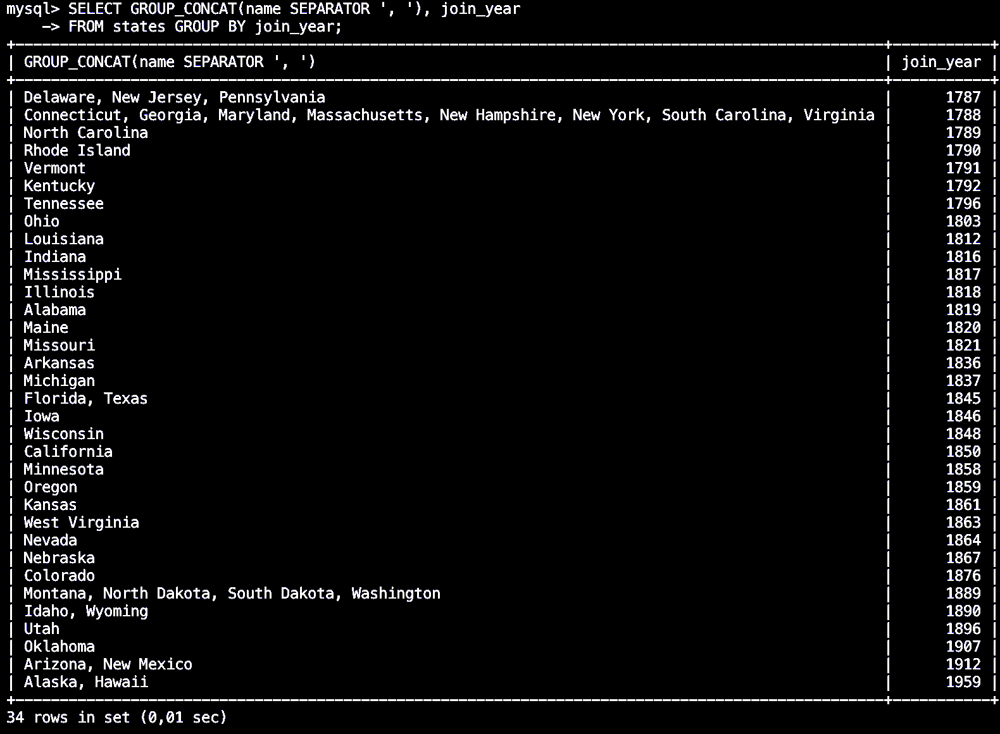 mysql> SELECT GROUP_CONCAT(name SEPARATOR ', '), join_year
    -> FROM states GROUP BY join_year;
| GROUP_CONCAT(name SEPARATOR ', ') | join_year |
| Delaware, New Jersey, Pennsylvania | 1787 |
| Connecticut, Georgia, Maryland, Massachusetts, New Hampshire, New York, South Carolina, Virginia | 1788 |
| North Carolina | 1789 |
| Rhode Island | 1790 |
| Vermont | 1791 |
| Kentucky | 1792 |
| Tennessee | 1796 |
| Ohio | 1803 |
| Louisiana | 1812 |
| Indiana | 1816 |
| Mississippi | 1817 |
| Illinois | 1818 |
| Alabama | 1819 |
| Maine | 1820 |
| Missouri | 1821 |
| Arkansas | 1836 |
| Michigan | 1837 |
| Florida, Texas | 1845 |
| Iowa | 1846 |
| Wisconsin | 1848 |
| California | 1850 |
| Minnesota | 1858 |
| Oregon | 1859 |
| Kansas | 1861 |
| West Virginia | 1863 |
| Nevada | 1864 |
| Nebraska | 1867 |
| Colorado | 1876 |
| Montana, North Dakota, South Dakota, Washington | 1889 |
| Idaho, Wyoming | 1890 |
| Utah | 1896 |
| Oklahoma | 1907 |
| Arizona, New Mexico | 1912 |
| Alaska, Hawaii | 1959 |
34 rows in set (0,01 sec)